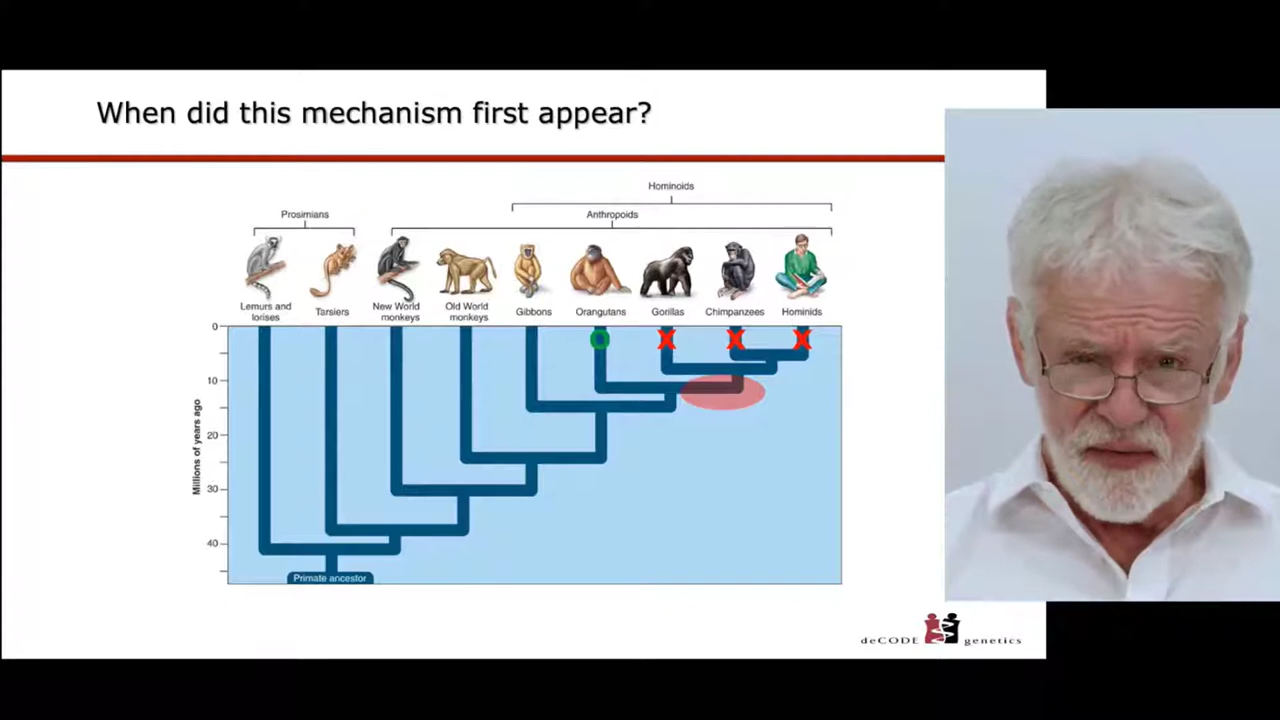 When did this mechanism first appear?
Hominoids
Prosimians
Anthropoids
Lemurs and
lorises
Tarsiers
New World
monkeys
Old World
monkeys
Gibbons
Orangutans
Gorillas
Chimpanzees
Hominids
0
10
20
30
40
Millions of years ago
Primate ancestor
deCODE genetics